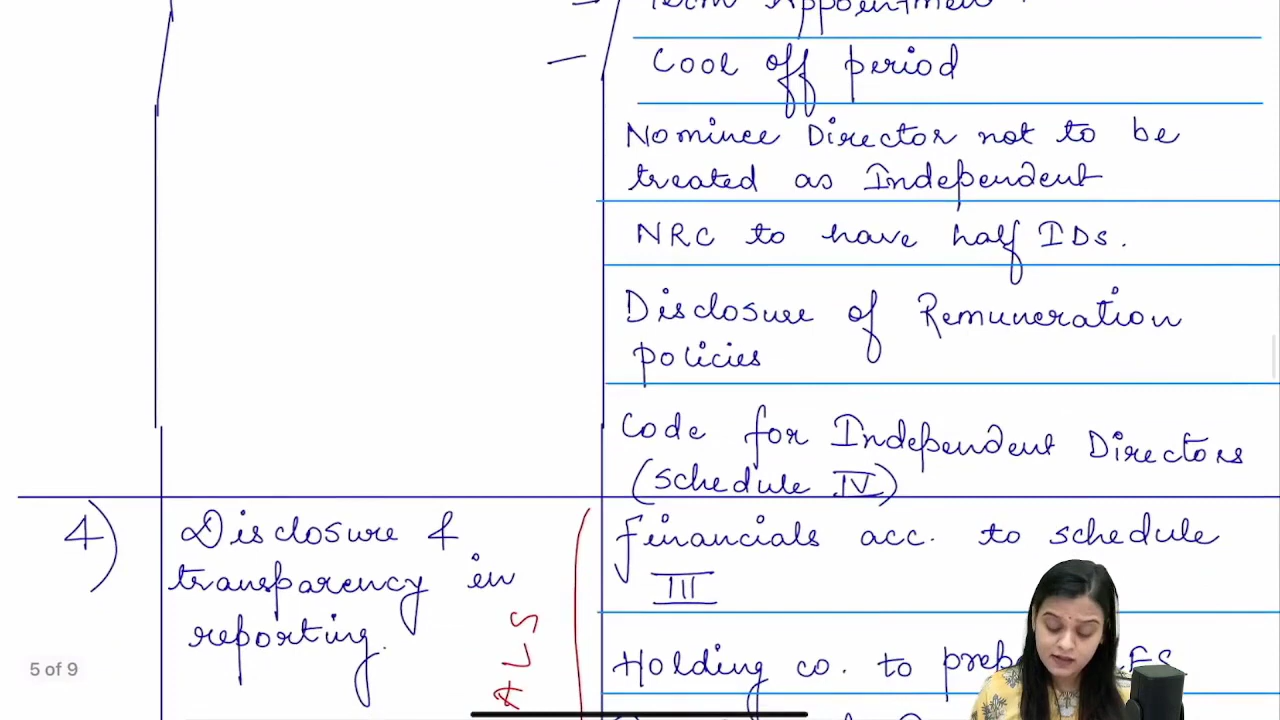 Term Appointment
Cool off period
Nominee Director not to be
treated as Independent
NRC to have half IDs.
Disclosure of Remuneration
policies
Code for Independent Directors
(schedule IV)
4) Disclosure &
transparency in
reporting.
financials acc. to schedule
III
Holding co. to
5 of 9